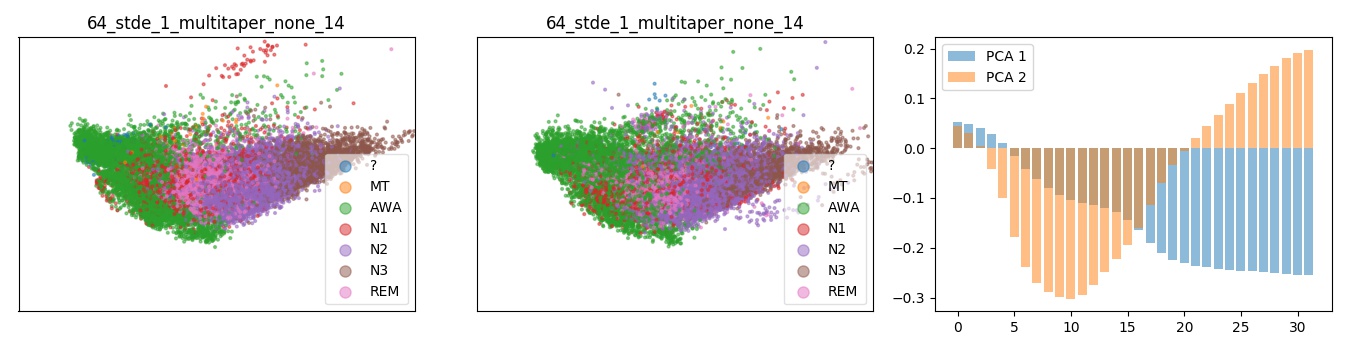 64_stde_1_multitaper_none_14
?
MT
AWA
N1
N2
N3
REM
64_stde_1_multitaper_none_14
?
MT
AWA
N1
N2
N3
REM
PCA 1
PCA 2
0.2
0.1
0.0
−0.1
−0.2
−0.3
0 5 10 15 20 25 30